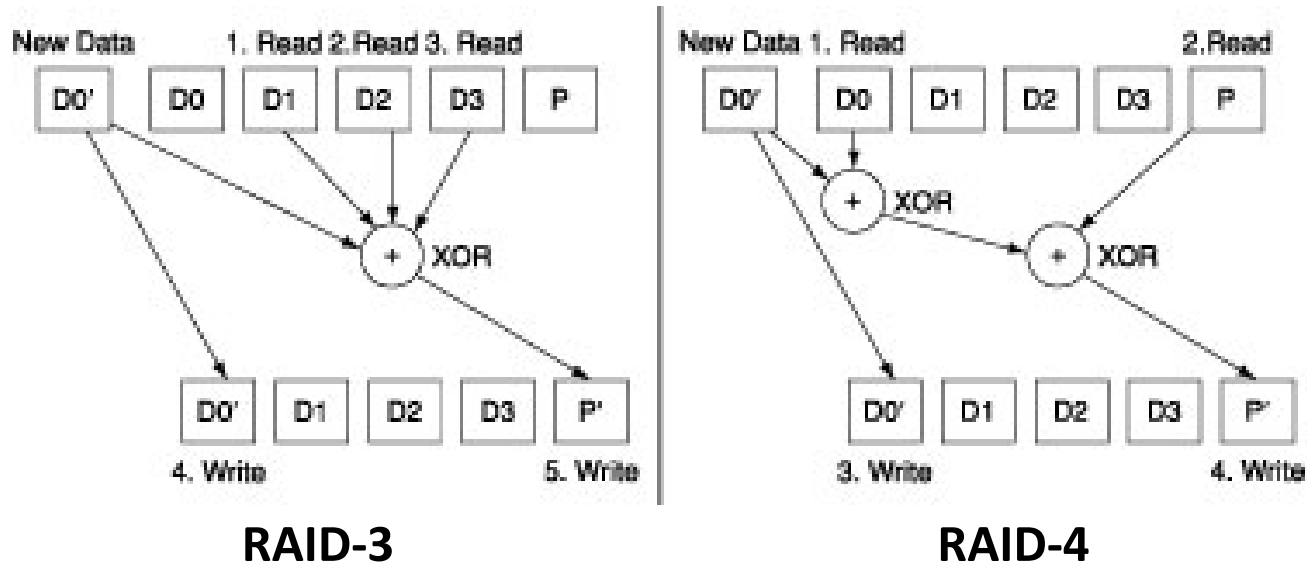 New Data 1. Read 2.Read 3. Read
D0' D0 D1 D2 D3 P
+ XOR
D0' D1 D2 D3 P'
4. Write 5. Write
RAID-3
New Data 1. Read 2.Read
D0' D0 D1 D2 D3 P
+ XOR
+ XOR
D0' D1 D2 D3 P'
3. Write 4. Write
RAID-4